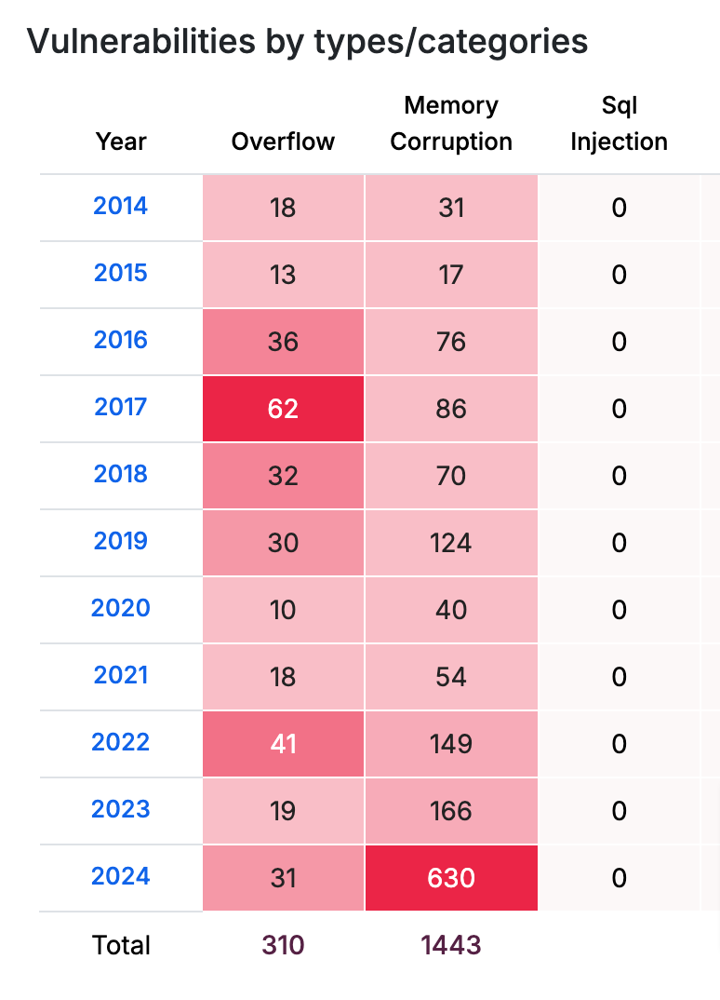 Vulnerabilities by types/categories
Year Overflow Memory Corruption Sql Injection
2014 18 31 0
2015 13 17 0
2016 36 76 0
2017 62 86 0
2018 32 70 0
2019 30 124 0
2020 10 40 0
2021 18 54 0
2022 41 149 0
2023 19 166 0
2024 31 630 0
Total 310 1443